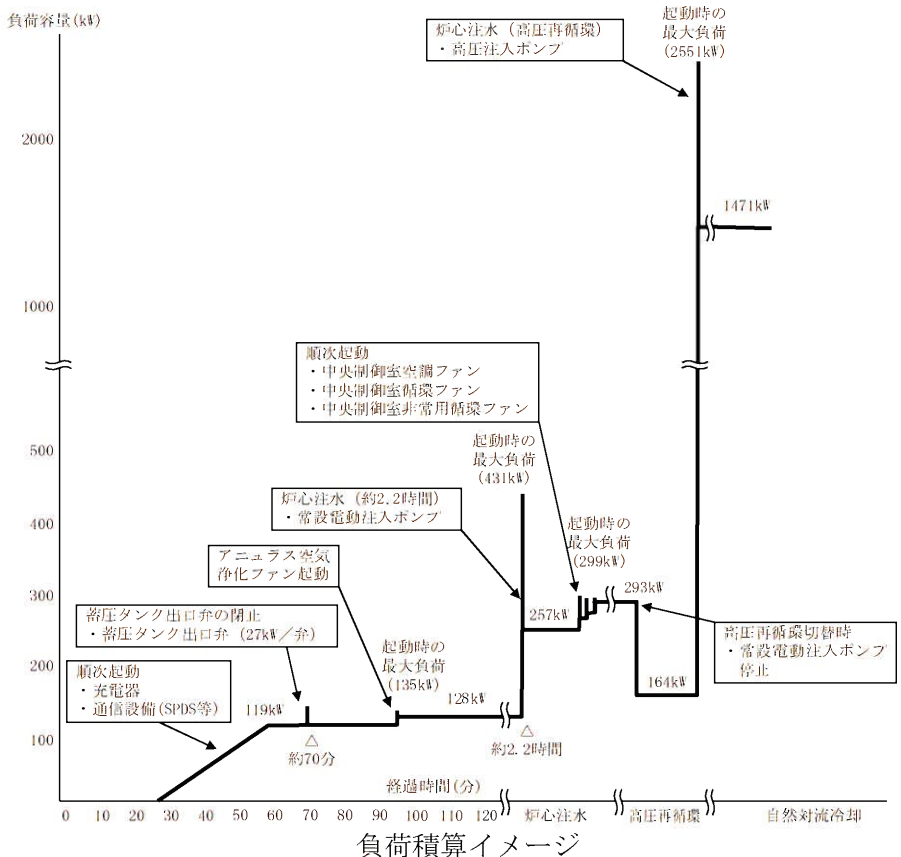 負荷容量(kW)
起動時の
最大負荷
(2551kW)
炉心注水 (高圧再循環)
・高圧注入ポンプ
2000
1471kW
1000
順次起動
・中央制御室空調ファン
・中央制御室循環ファン
・中央制御室非常用循環ファン
500
起動時の
最大負荷
(431kW)
炉心注水 (約2.2時間)
・常設電動注入ポンプ
400
起動時の
最大負荷
(299kW)
アニュラス空気
浄化ファン起動
300
293kW
257kW
蓄圧タンク出口弁の閉止
・蓄圧タンク出口弁 (27kW/弁)
高圧再循環切替時
・常設電動注入ポンプ
停止
起動時の
最大負荷
(135kW)
200
順次起動
・充電器
・通信設備(SPDS等)
164kW
128kW
119kW
100
△
約70分
△
約2.2時間
経過時間(分)
0 10 20 30 40 50 60 70 80 90 100 110 120 炉心注水 高圧再循環 自然対流冷却
負荷積算イメージ